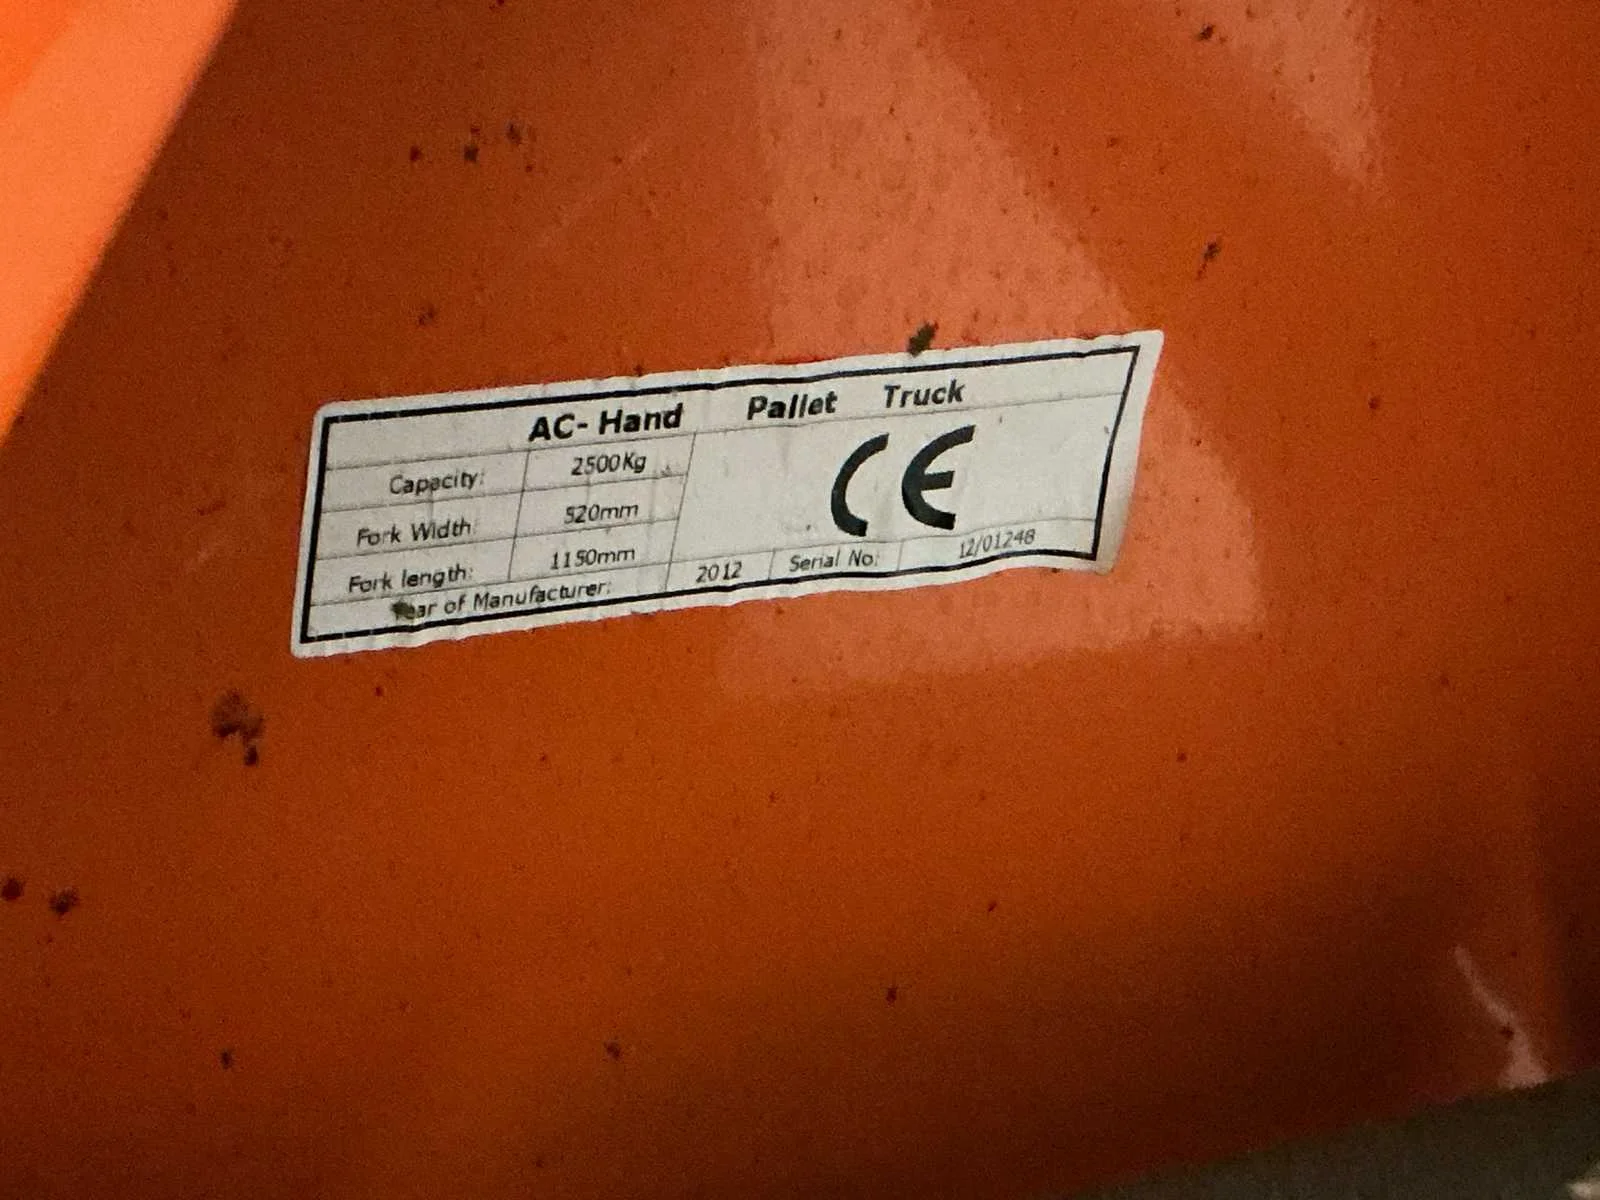 AC- Hand Pallet Truck
Capacity: 2500Kg
CE
Fork Width: 520mm
Fork length: 1150mm
Year of Manufacturer: 2012 Serial No: 12/01248